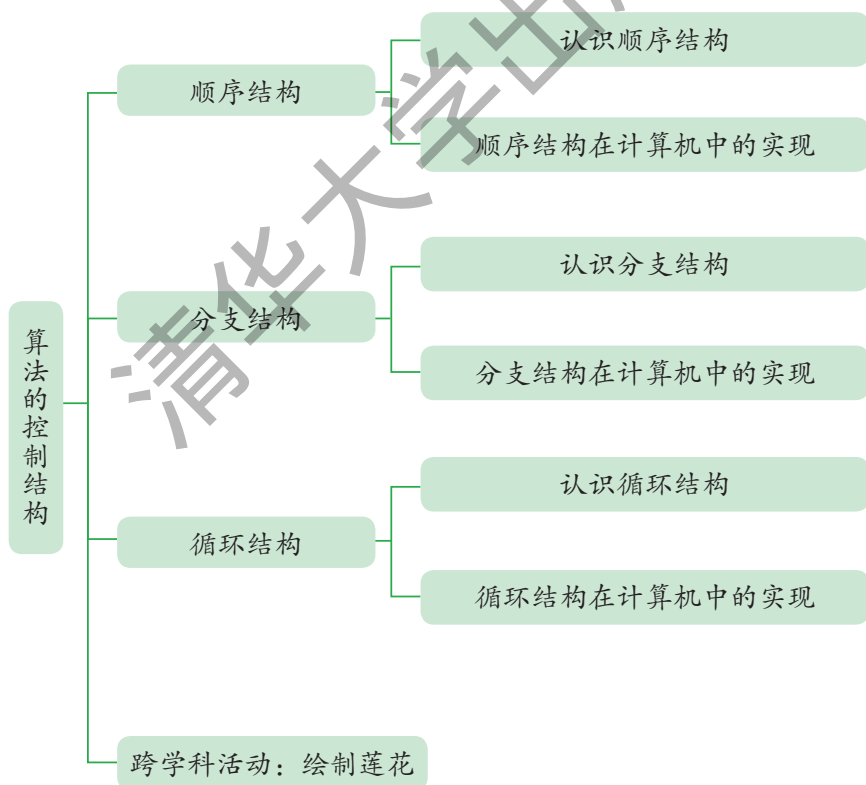 算法的控制结构
顺序结构
认识顺序结构
顺序结构在计算机中的实现
分支结构
认识分支结构
分支结构在计算机中的实现
循环结构
认识循环结构
循环结构在计算机中的实现
跨学科活动：绘制莲花
清华大学出